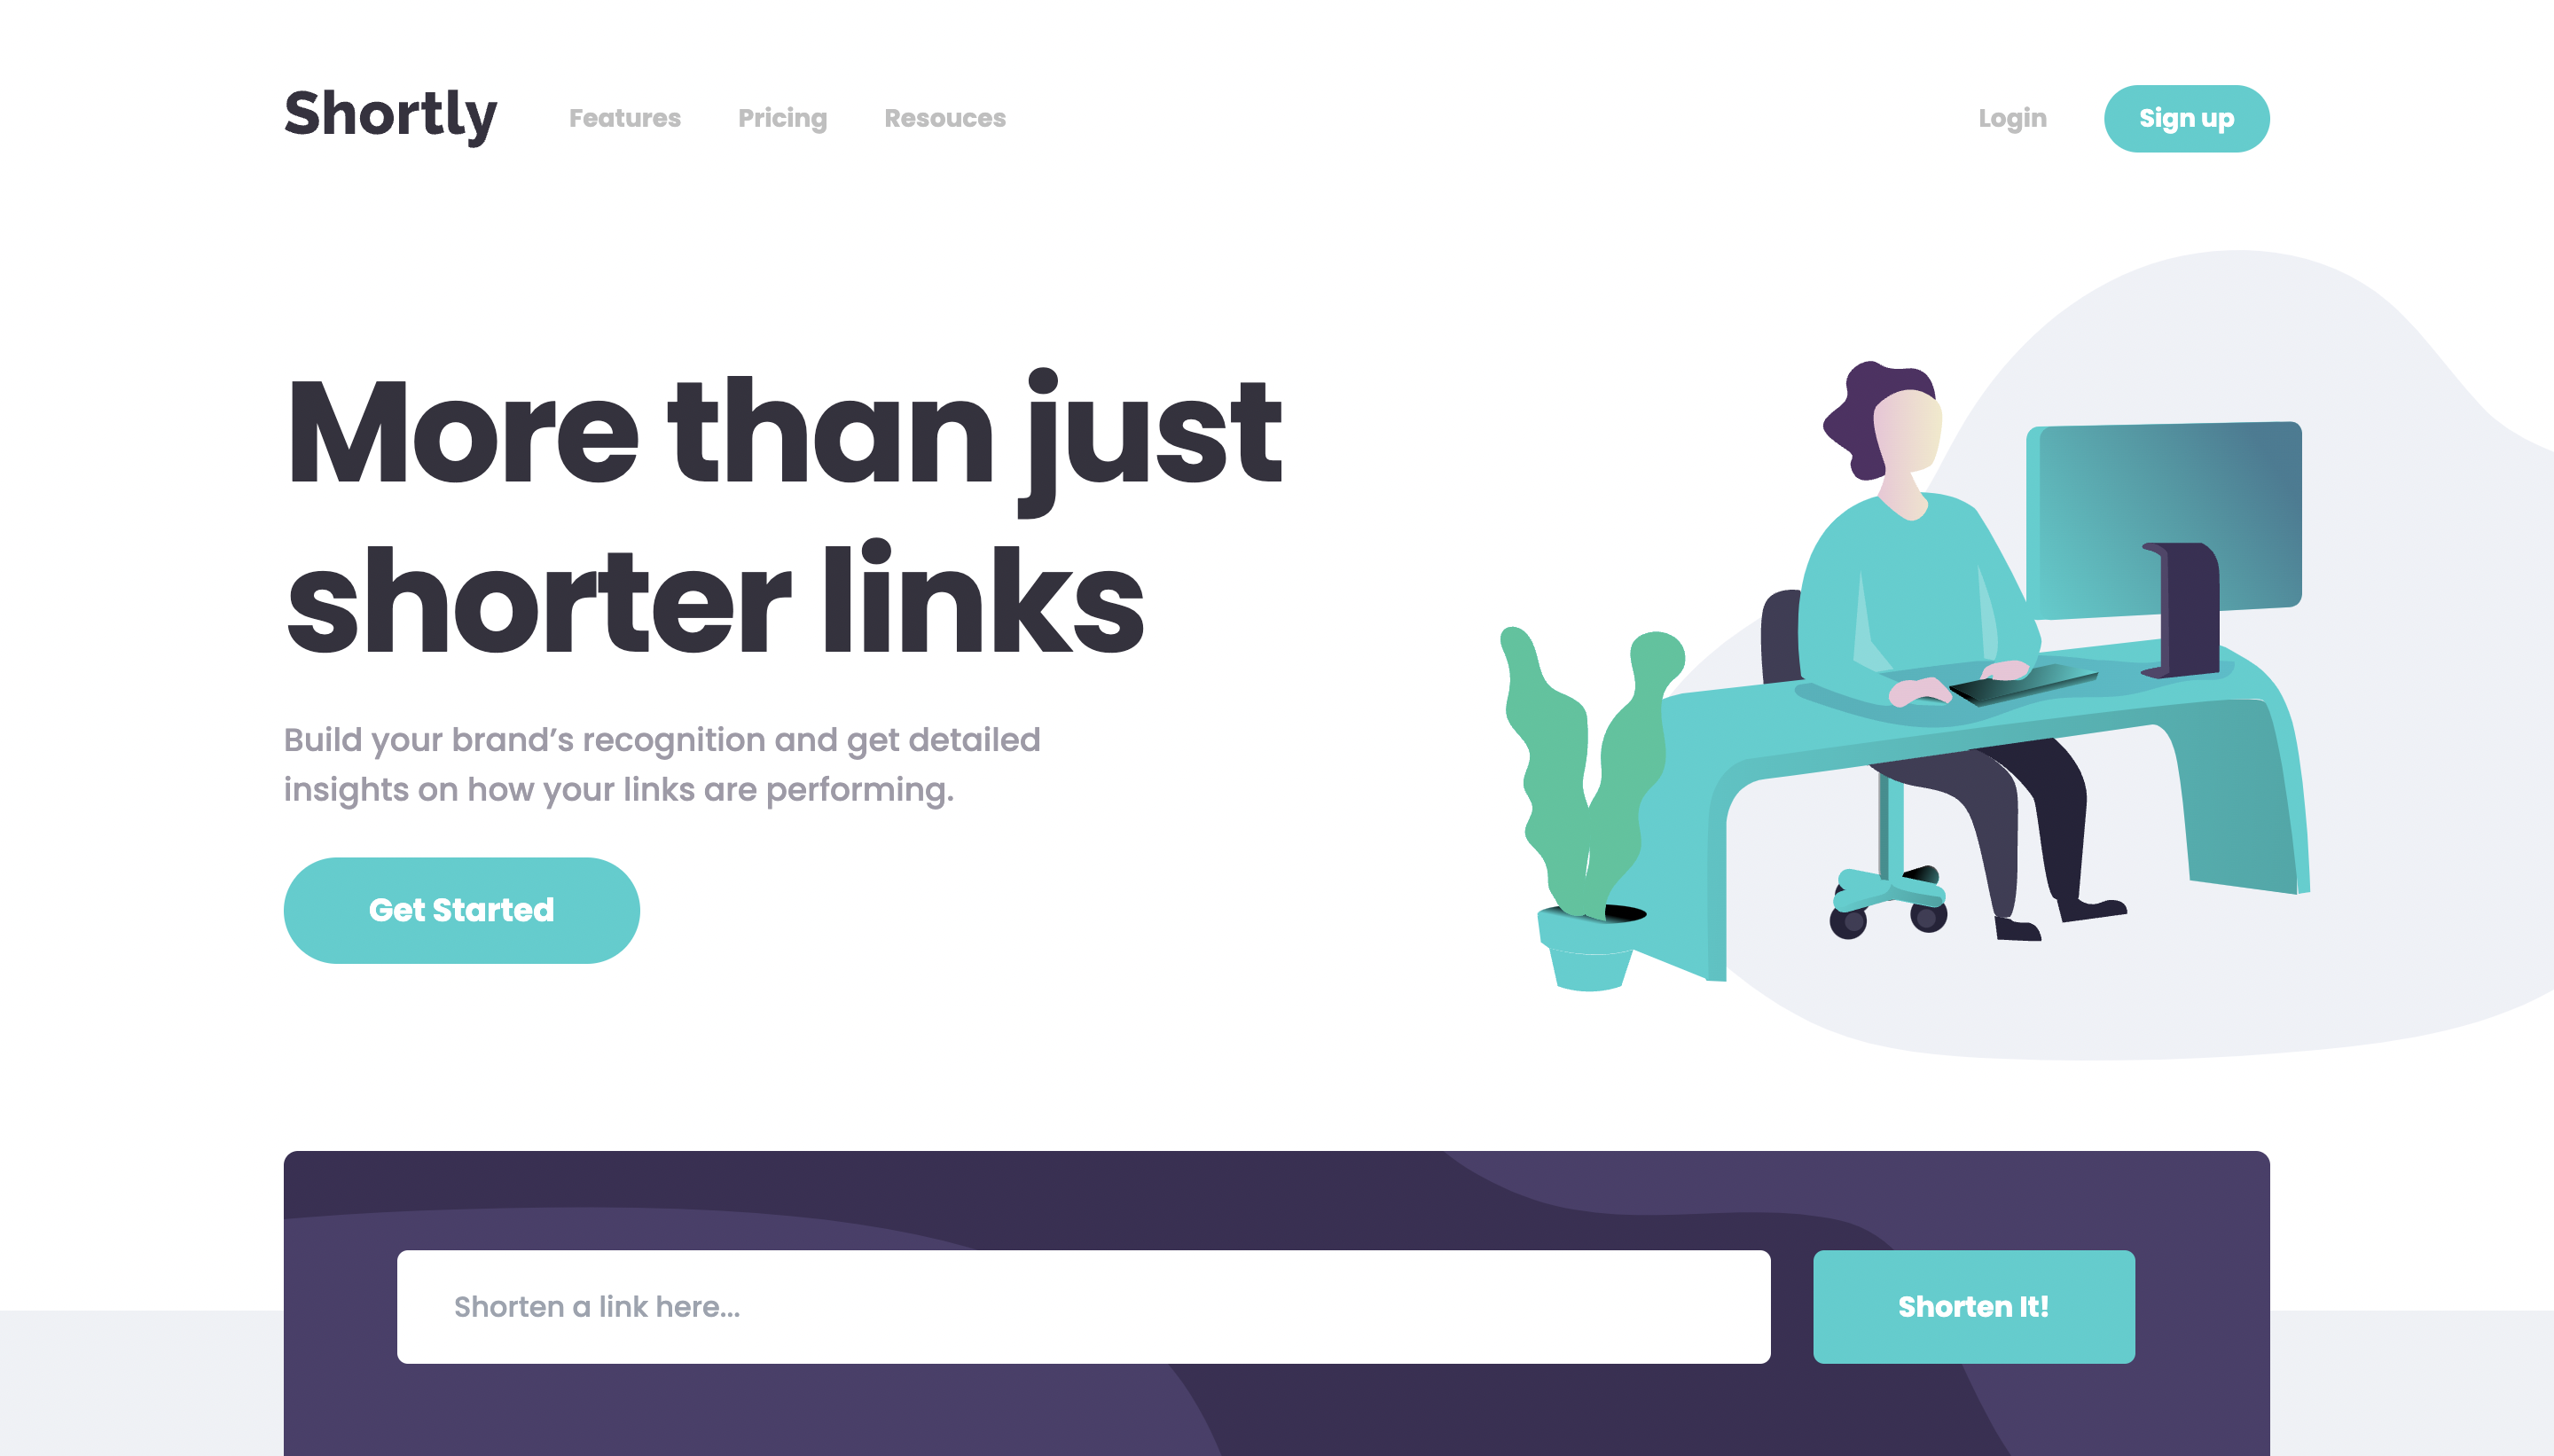 Shortly
Features
Pricing
Resouces
Login
Sign up
More than just
shorter links
Build your brand’s recognition and get detailed
insights on how your links are performing.
Get Started
Shorten a link here...
Shorten It!